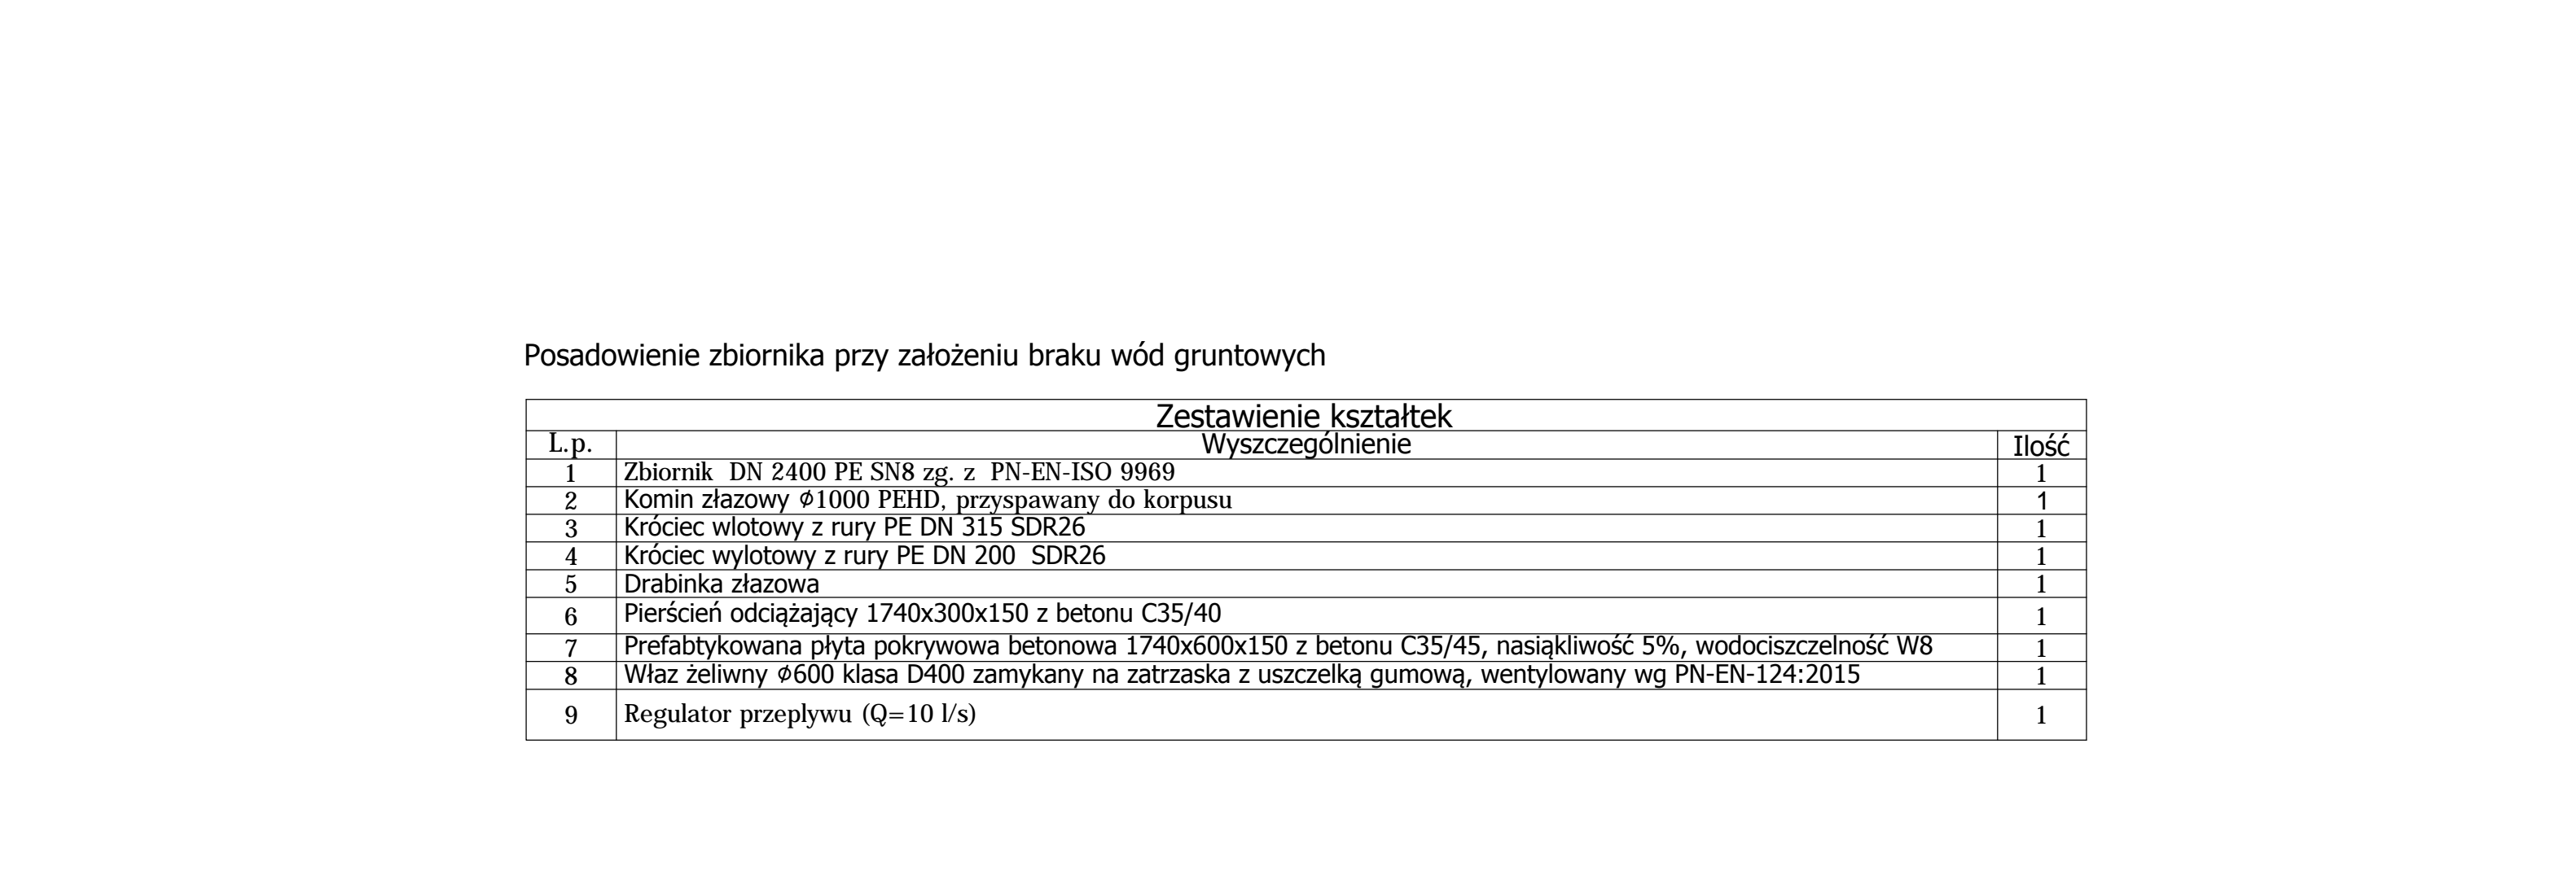 Posadowienie zbiornika przy założeniu braku wód gruntowych
Zestawienie kształtek
L.p. Wyszczególnienie Ilość
1 Zbiornik DN 2400 PE SN8 zg. z PN-EN-ISO 9969 1
2 Komin złazowy ⌀1000 PEHD, przyspawany do korpusu 1
3 Króciec wlotowy z rury PE DN 315 SDR26 1
4 Króciec wylotowy z rury PE DN 200 SDR26 1
5 Drabinka złazowa 1
6 Pierścień odciążający 1740x300x150 z betonu C35/40 1
7 Prefabtykowana płyta pokrywowa betonowa 1740x600x150 z betonu C35/45, nasiąkliwość 5%, wodociszczelność W8 1
8 Właz żeliwny ⌀600 klasa D400 zamykany na zatrzaska z uszczelką gumową, wentylowany wg PN-EN-124:2015 1
9 Regulator przeplywu (Q=10 l/s) 1